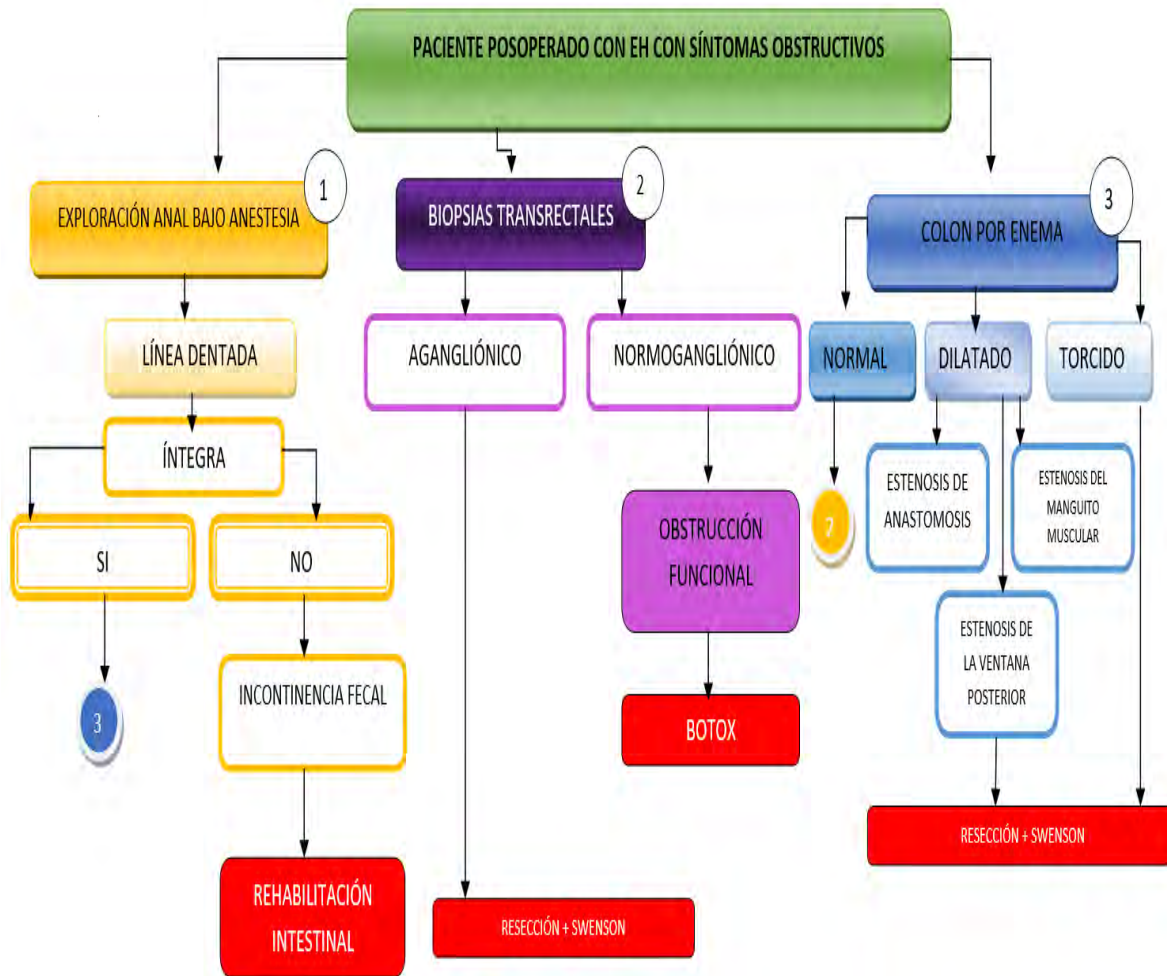 PACIENTE POSOPERADO CON EH CON SÍNTOMAS OBSTRUCTIVOS
1
EXPLORACIÓN ANAL BAJO ANESTESIA
LÍNEA DENTADA
ÍNTEGRA
SI
NO
3
INCONTINENCIA FECAL
REHABILITACIÓN
INTESTINAL
2
BIOPSIAS TRANSRECTALES
AGANGLIÓNICO
NORMOGANGLIÓNICO
OBSTRUCCIÓN
FUNCIONAL
BOTOX
RESECCIÓN + SWENSON
3
COLON POR ENEMA
NORMAL
DILATADO
TORCIDO
ESTENOSIS DE
ANASTOMOSIS
ESTENOSIS DEL
MANGUITO
MUSCULAR
ESTENOSIS DE
LA VENTANA
POSTERIOR
RESECCIÓN + SWENSON